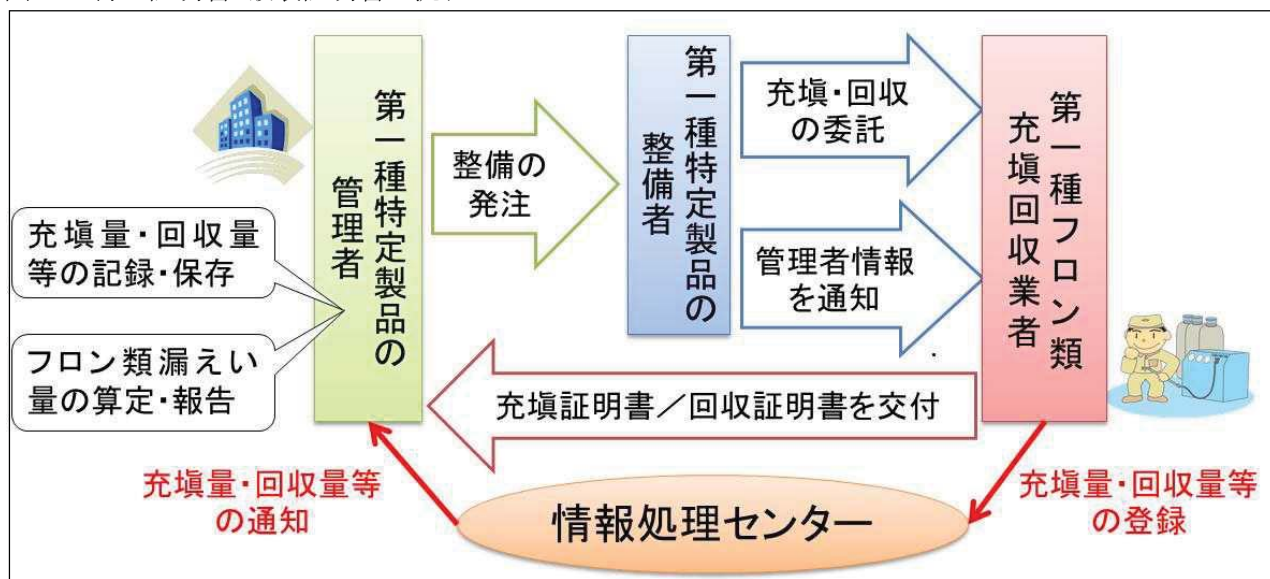 第一種特定製品の
管理者
充塡量・回収量
等の記録・保存
フロン類漏えい
量の算定・報告
整備の
発注
第一種特定製品の
整備者
充塡・回収
の委託
管理者情報
を通知
第一種フロン類
充塡回収業者
充塡証明書／回収証明書を交付
充塡量・回収量等
の通知
情報処理センター
充塡量・回収量等
の登録